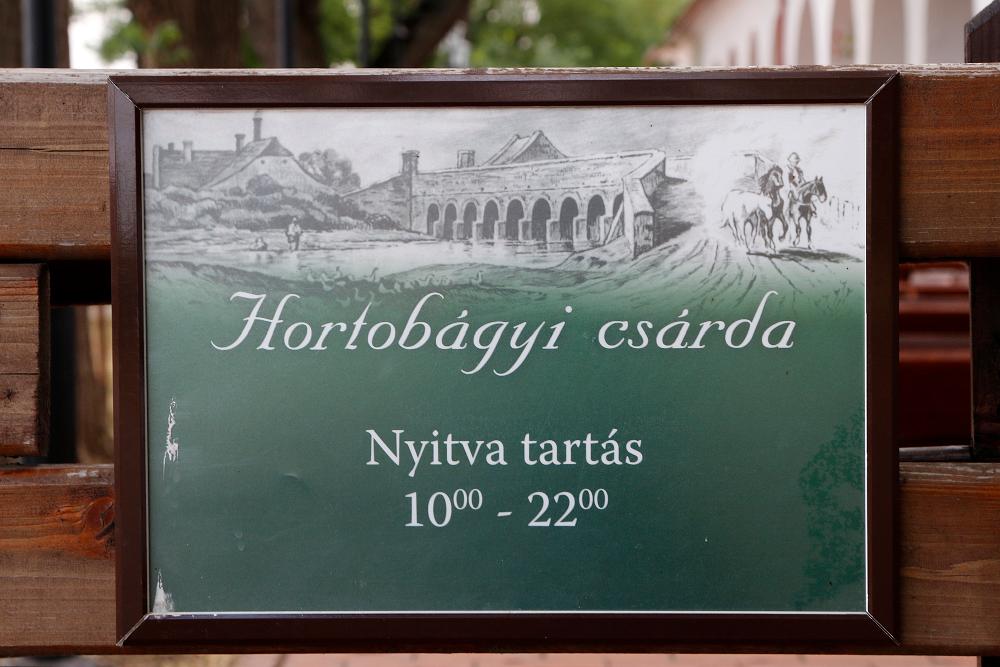 Hortobágyi csárda
Nyitva tartás
10⁰⁰ - 22⁰⁰